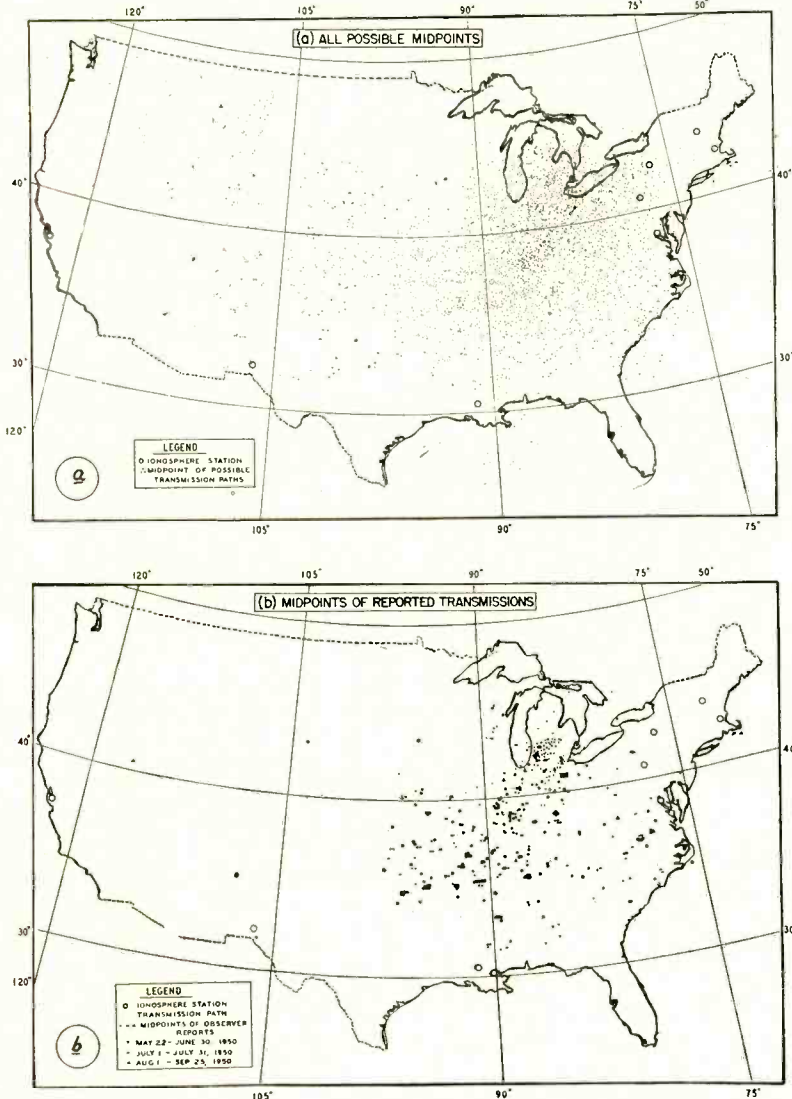 120°
105°
90°
75°
50°
(a) ALL POSSIBLE MIDPOINTS
40°
40°
30°
30°
120°
LEGEND
O IONOSPHERE STATION
MIDPOINT OF POSSIBLE
TRANSMISSION PATHS
a
105°
90°
75°
120°
105°
90°
75°
50°
(b) MIDPOINTS OF REPORTED TRANSMISSIONS
40°
40
30°
30
120°
LEGEND
O IONOSPHERE STATION
TRANSMISSION PATH
MIDPOINTS OF OBSERVER
REPORTS
MAY 22 - JUNE 30, 1950
JULY 1 - JULY 31, 1950
AUG 1 - SEP 25, 1950
b
105°
90°
75°